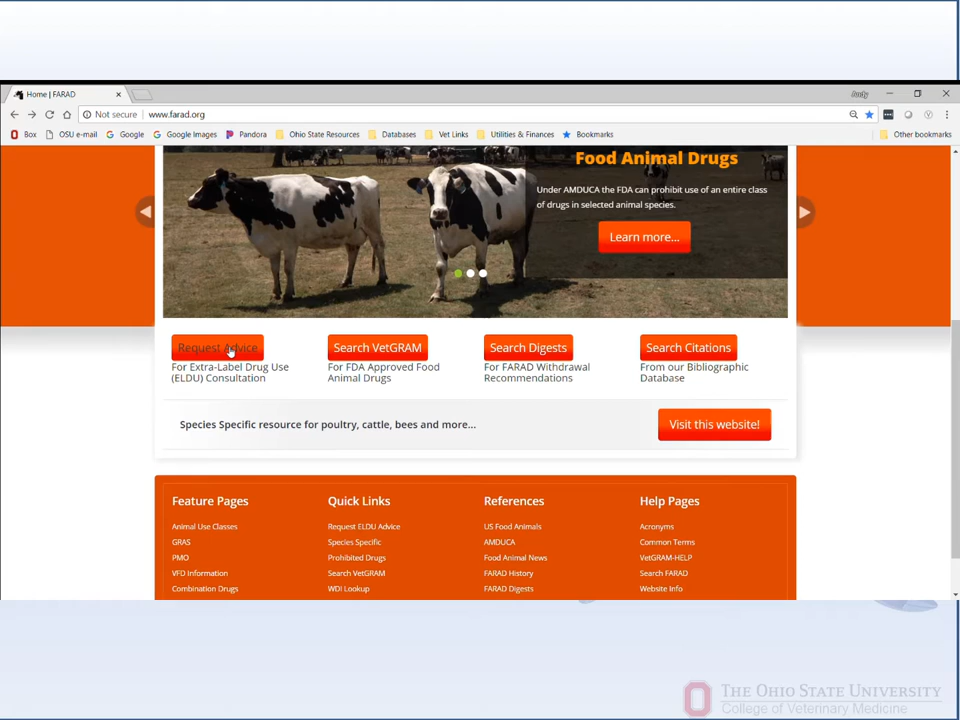 Home | FARAD
Andy
Not secure
www.farad.org
Box
OSU e-mail
Google
Google Images
Pandora
Ohio State Resources
Databases
Vet Links
Utilities & Finances
Bookmarks
Other bookmarks
Food Animal Drugs
Under AMDUCA the FDA can prohibit use of an entire class
of drugs in selected animal species.
Learn more...
Request Advice
For Extra-Label Drug Use
(ELDU) Consultation
Search VetGRAM
For FDA Approved Food
Animal Drugs
Search Digests
For FARAD Withdrawal
Recommendations
Search Citations
From our Bibliographic
Database
Species Specific resource for poultry, cattle, bees and more...
Visit this website!
Feature Pages
Animal Use Classes
GRAS
PMO
VFD Information
Combination Drugs
Quick Links
Request ELDU Advice
Species Specific
Prohibited Drugs
Search VetGRAM
WDI Lookup
References
US Food Animals
AMDUCA
Food Animal News
FARAD History
FARAD Digests
Help Pages
Acronyms
Common Terms
VetGRAM-HELP
Search FARAD
Website Info
THE OHIO STATE UNIVERSITY
College of Veterinary Medicine